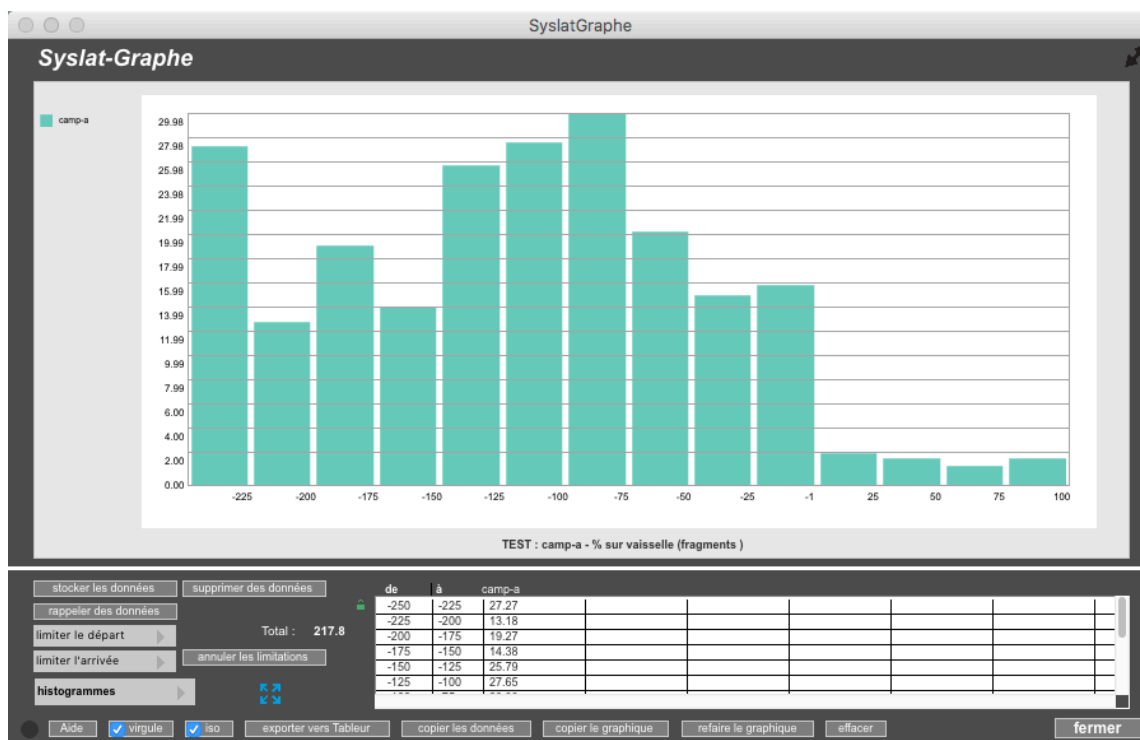 SyslatGraphe
Syslat-Graphe
camp-a
29.98
27.98
25.98
23.98
21.99
19.99
17.99
15.99
13.99
11.99
9.99
7.99
6.00
4.00
2.00
0.00
-225 -200 -175 -150 -125 -100 -75 -50 -25 -1 25 50 75 100
TEST : camp-a - % sur vaisselle (fragments )
stocker les données supprimer des données
rappeler des données
limiter le départ Total : 217.8
limiter l'arrivée annuler les limitations
histogrammes
de à camp-a
-250 -225 27.27
-225 -200 13.18
-200 -175 19.27
-175 -150 14.38
-150 -125 25.79
-125 -100 27.65
Aide virgule iso exporter vers Tableur copier les données copier le graphique refaire le graphique effacer fermer